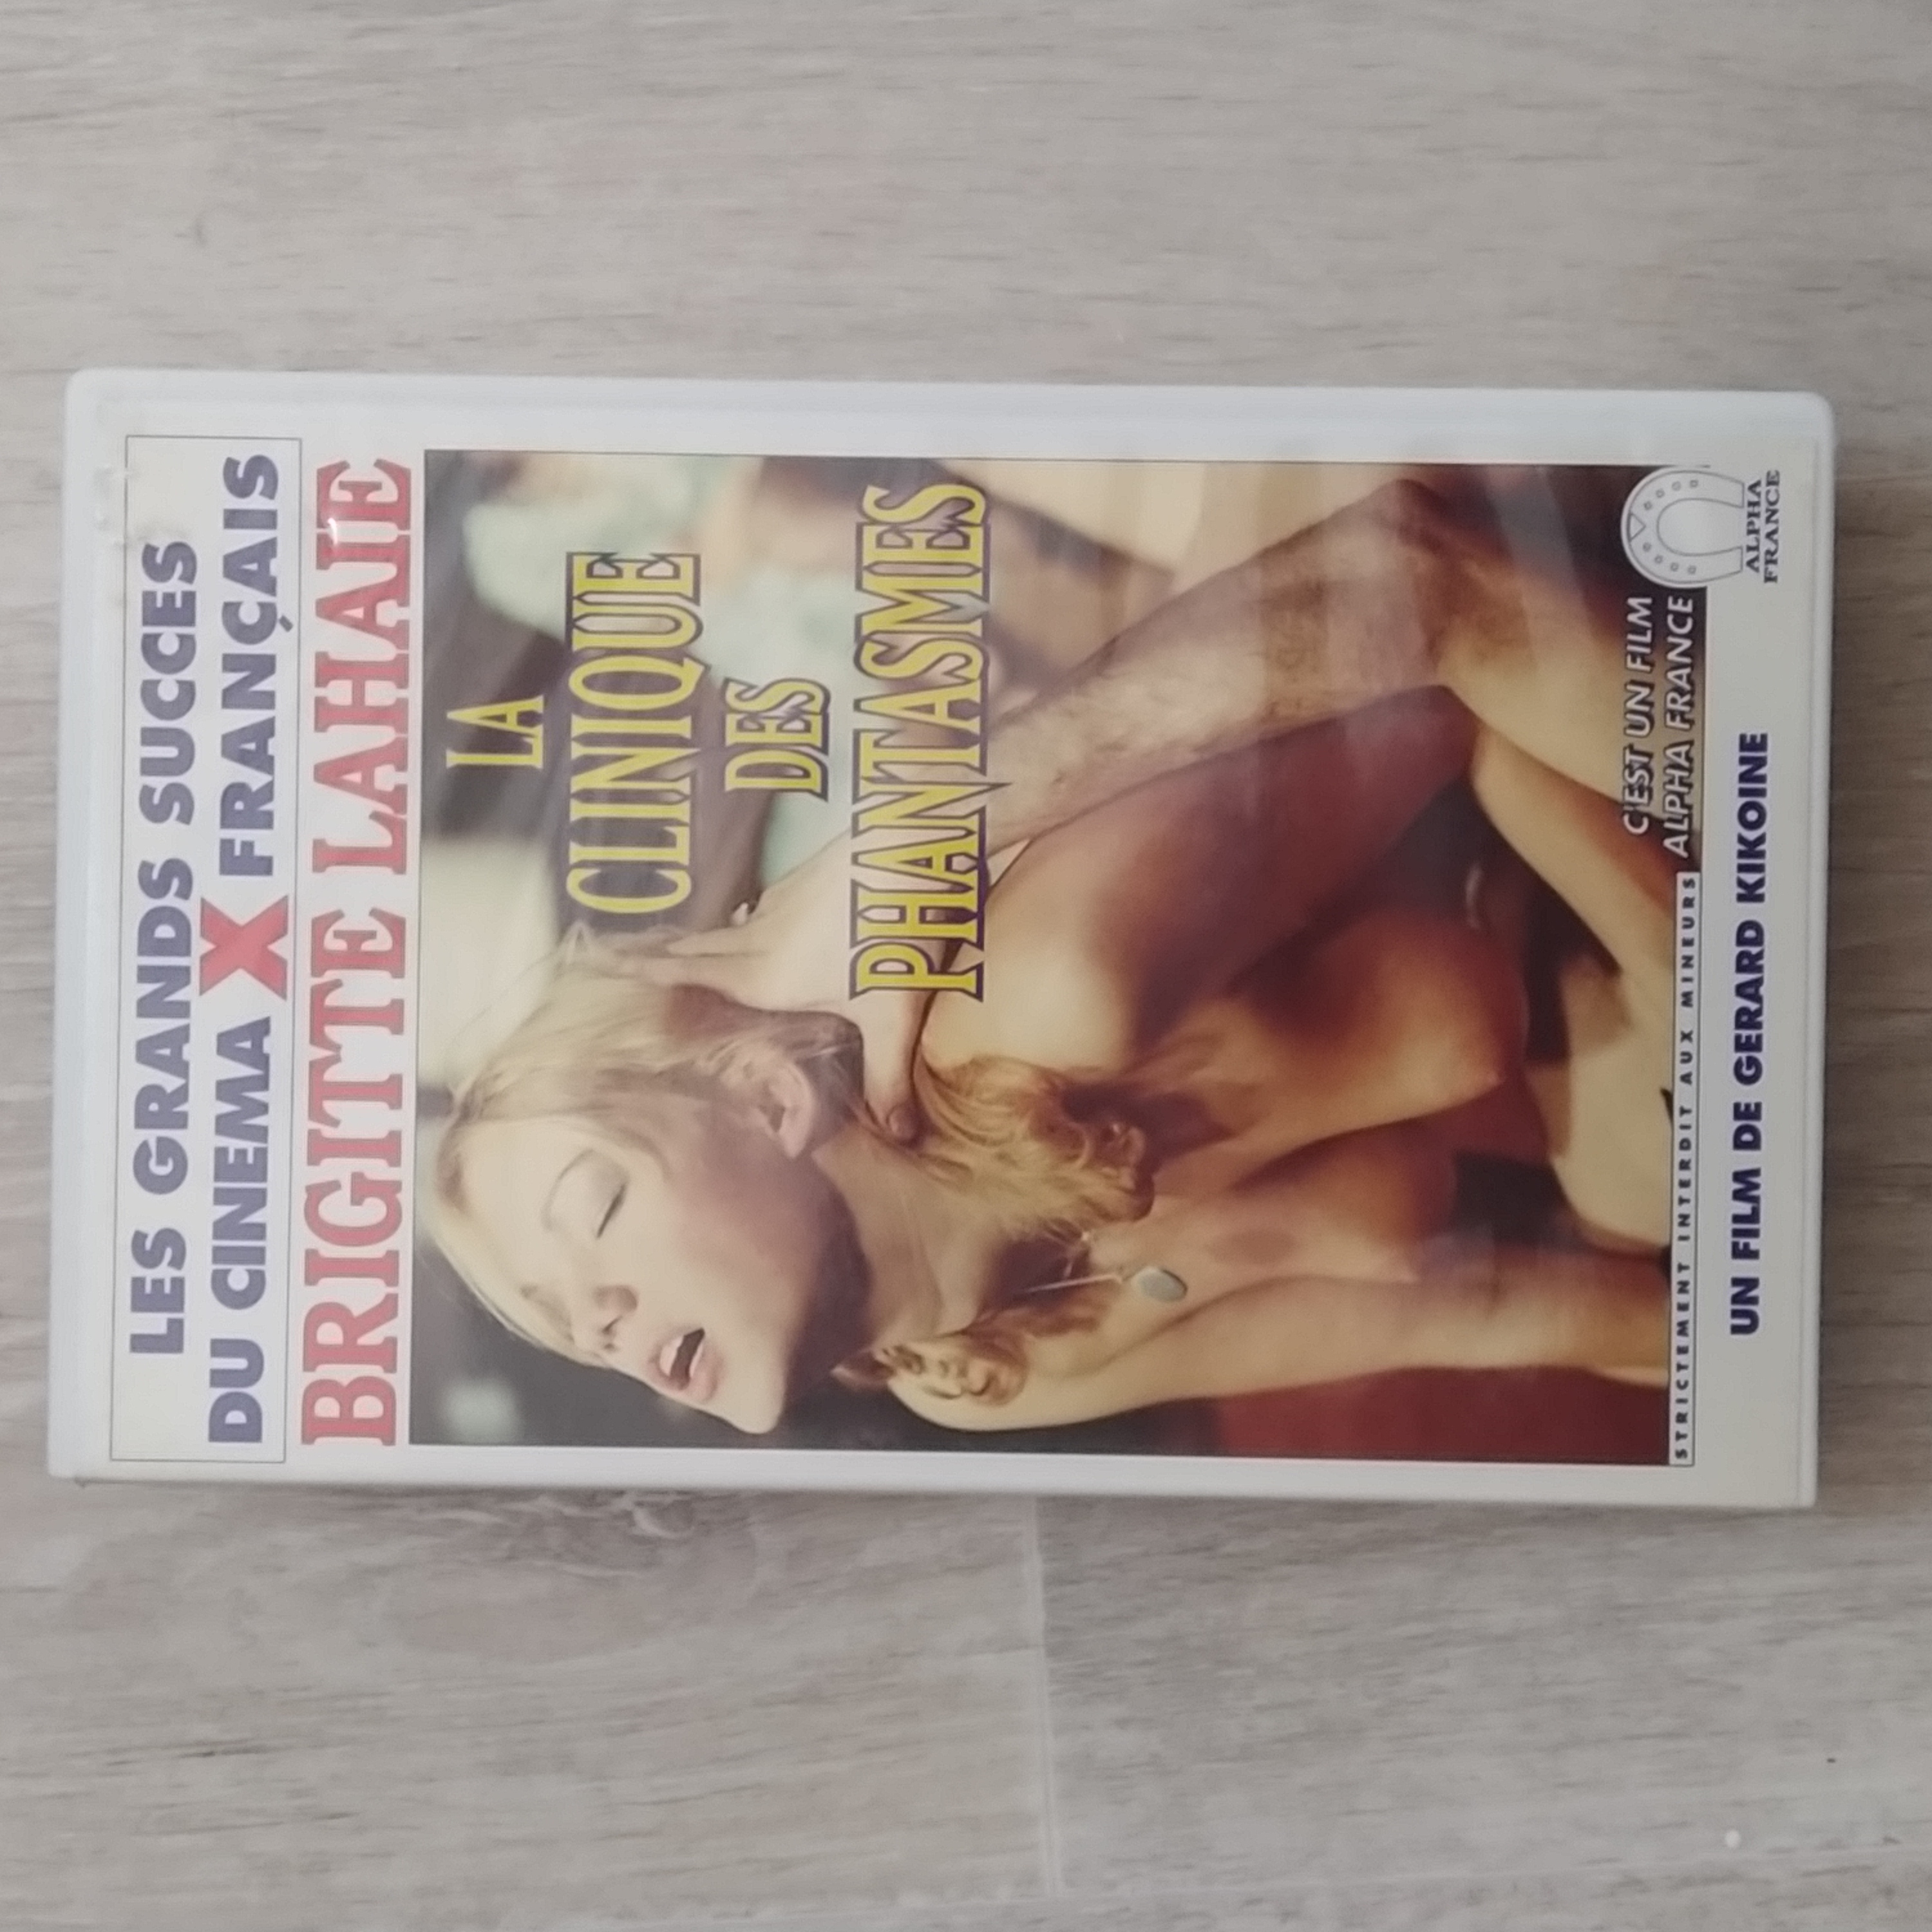 LES GRANDS SUCCES
DU CINEMA X FRANÇAIS
BRIGITTE LAHAIE
LA
CLINIQUE
DES
PHANTASMES
C'EST UN FILM
ALPHA FRANCE
STRICTEMENT INTERDIT AUX MINEURS
UN FILM DE GERARD KIKOINE
ALPHA
FRANCE